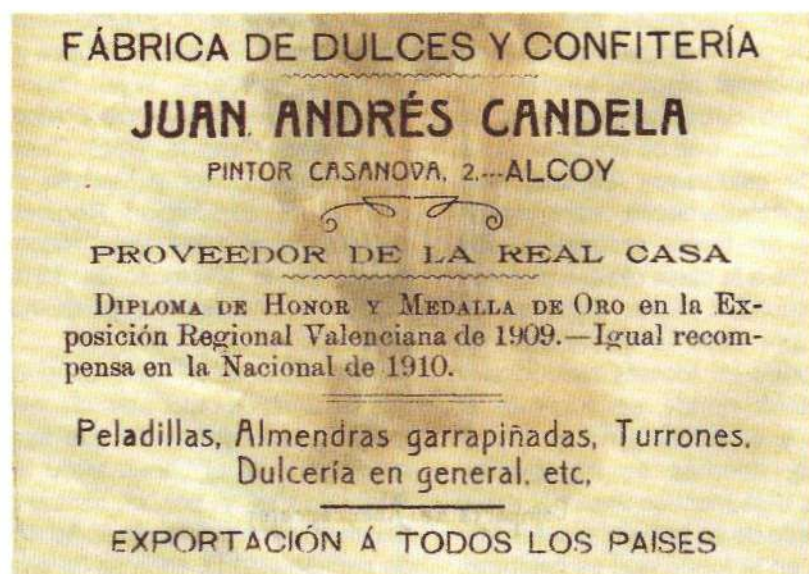 FÁBRICA DE DULCES Y CONFITERÍA
JUAN ANDRÉS CANDELA
PINTOR CASANOVA, 2.---ALCOY
PROVEEDOR DE LA REAL CASA
DIPLOMA DE HONOR Y MEDALLA DE ORO en la Ex-
posición Regional Valenciana de 1909.—Igual recom-
pensa en la Nacional de 1910.
Peladillas, Almendras garrapiñadas, Turrones,
Dulcería en general, etc,
EXPORTACIÓN Á TODOS LOS PAISES